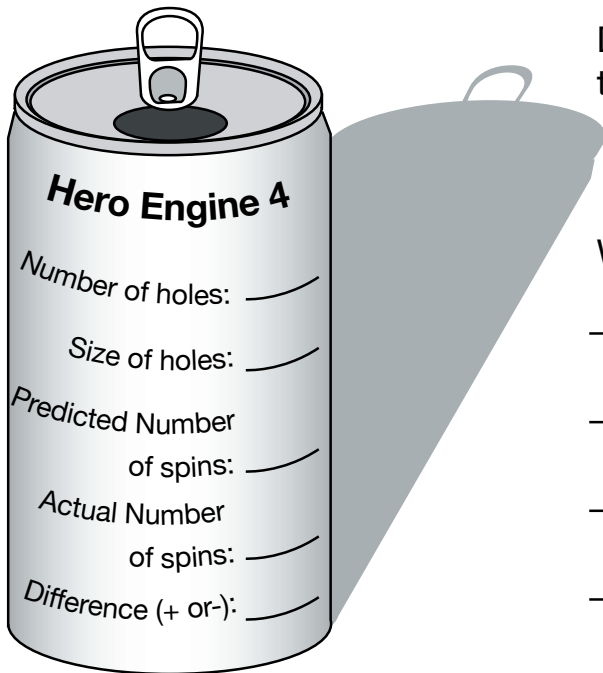 Hero Engine 4
Number of holes:
Size of holes:
Predicted Number
of spins:
Actual Number
of spins:
Difference (+ or-):